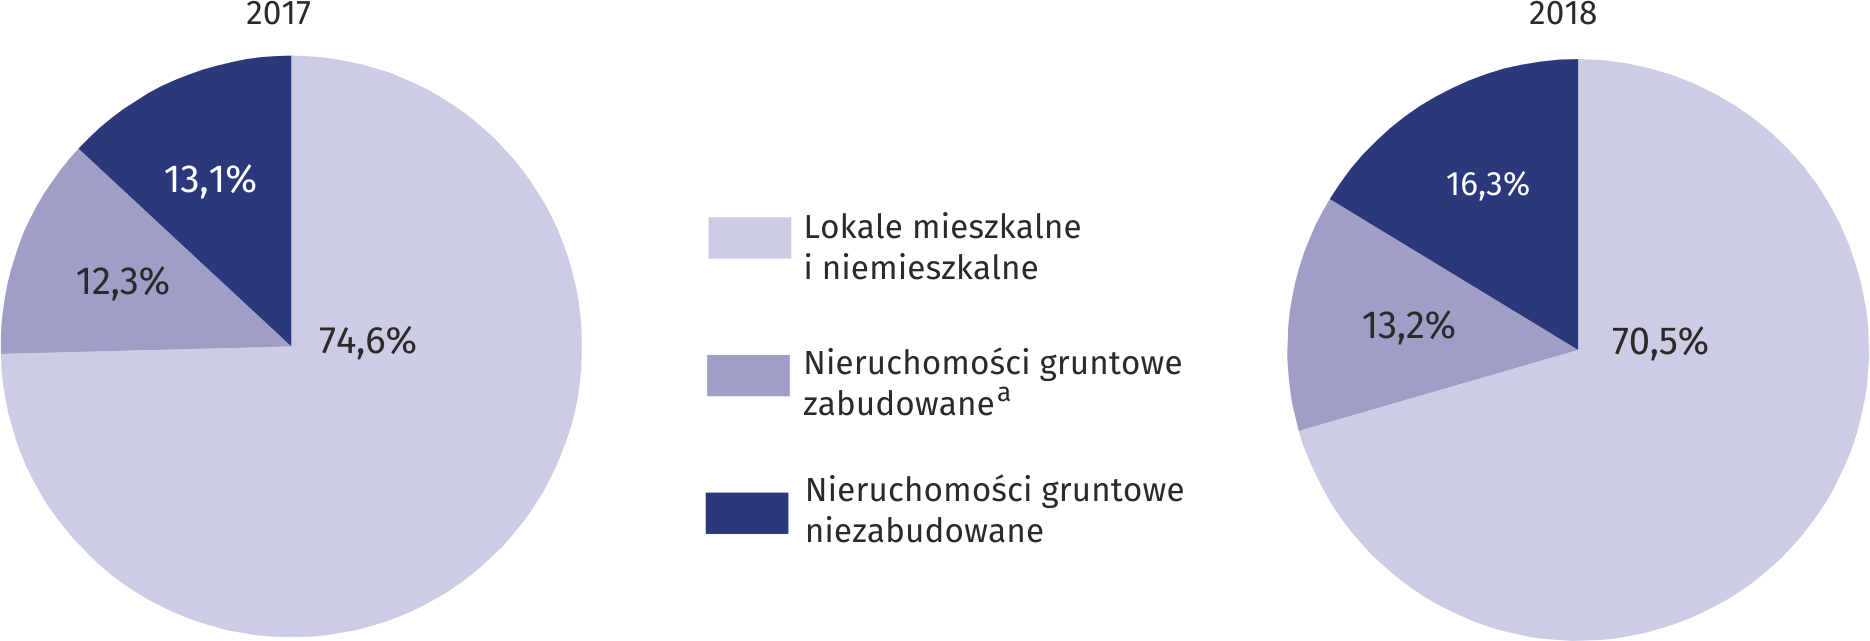 2017
13,1%
12,3%
74,6%
Lokale mieszkalne
i niemieszkalne
Nieruchomości gruntowe
zabudowaneᵃ
Nieruchomości gruntowe
niezabudowane
2018
16,3%
13,2%
70,5%